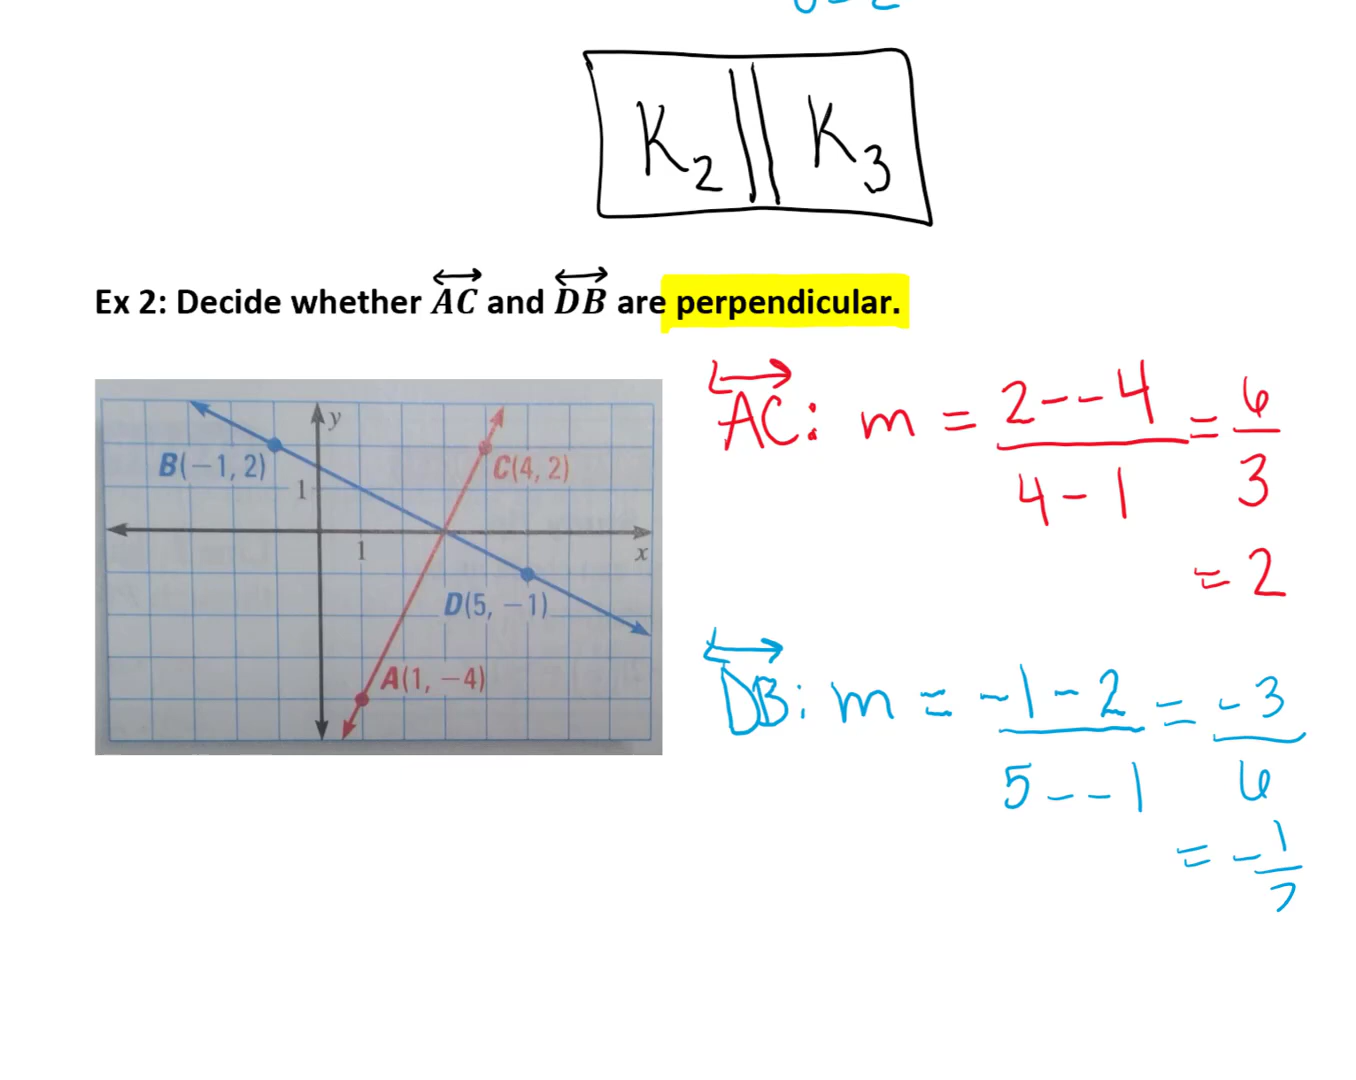 K₂ || K₃
Ex 2: Decide whether AC and DB are perpendicular.
AC: m = 2--4 / 4-1 = 6/3
= 2
y
B(−1, 2)
C(4, 2)
1
1
x
D(5, −1)
A(1, −4)
DB: m = -1-2 / 5--1 = -3/6
= -1/2